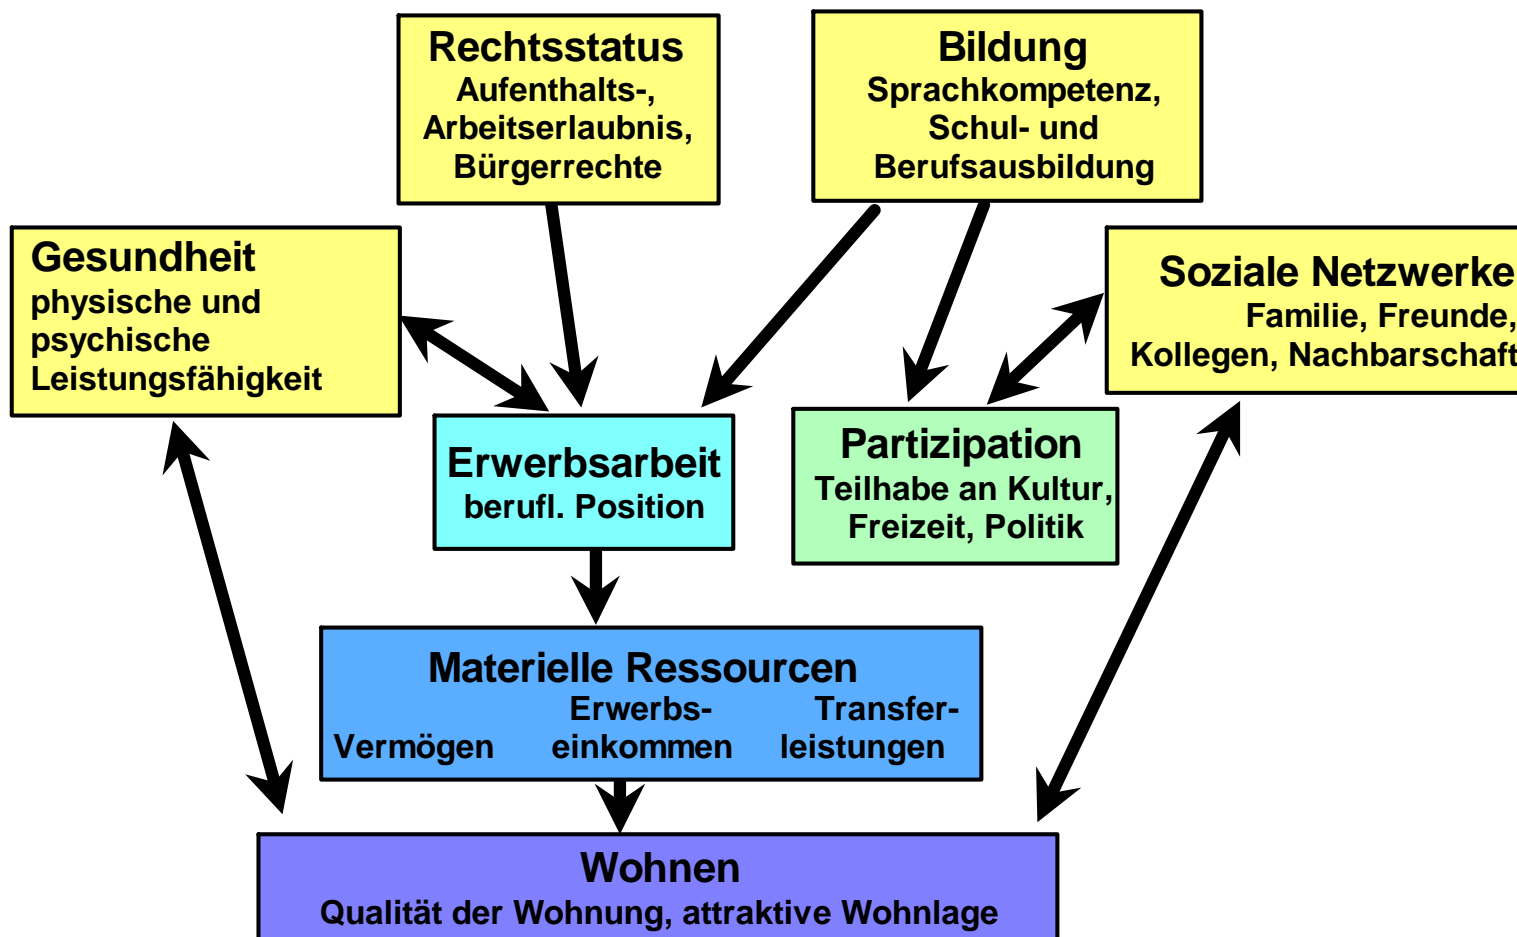 Rechtsstatus
Aufenthalts-,
Arbeitserlaubnis,
Bürgerrechte
Bildung
Sprachkompetenz,
Schul- und
Berufsausbildung
Gesundheit
physische und
psychische
Leistungsfähigkeit
Soziale Netzwerke
Familie, Freunde,
Kollegen, Nachbarschaft
Erwerbsarbeit
berufl. Position
Partizipation
Teilhabe an Kultur,
Freizeit, Politik
Materielle Ressourcen
Erwerbs- Transfer-
Vermögen einkommen leistungen
Wohnen
Qualität der Wohnung, attraktive Wohnlage